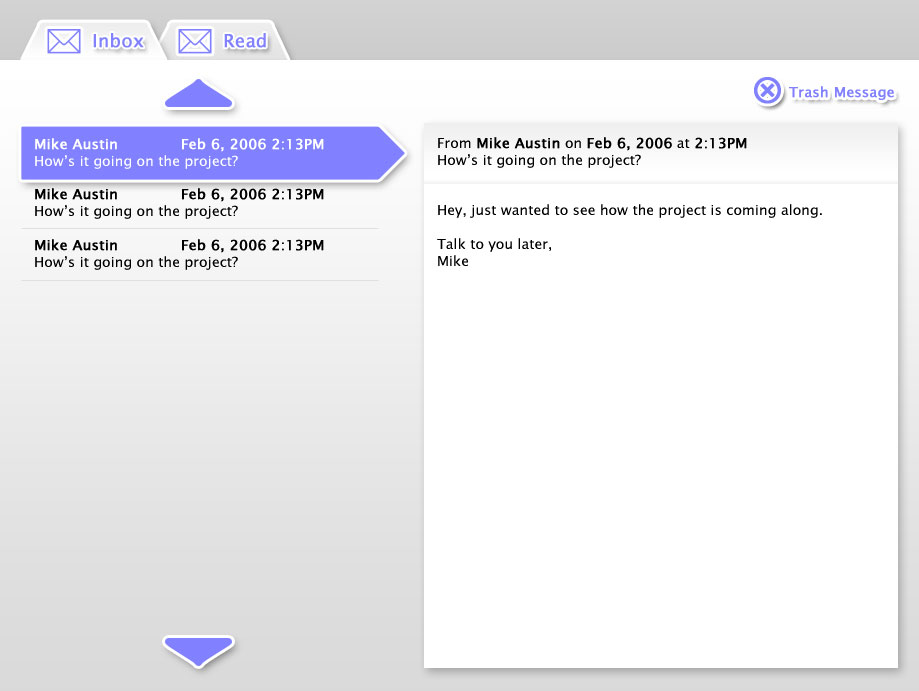 Inbox
Read
Trash Message
Mike Austin Feb 6, 2006 2:13PM
How’s it going on the project?
Mike Austin Feb 6, 2006 2:13PM
How’s it going on the project?
Mike Austin Feb 6, 2006 2:13PM
How’s it going on the project?
From Mike Austin on Feb 6, 2006 at 2:13PM
How’s it going on the project?
Hey, just wanted to see how the project is coming along.
Talk to you later,
Mike